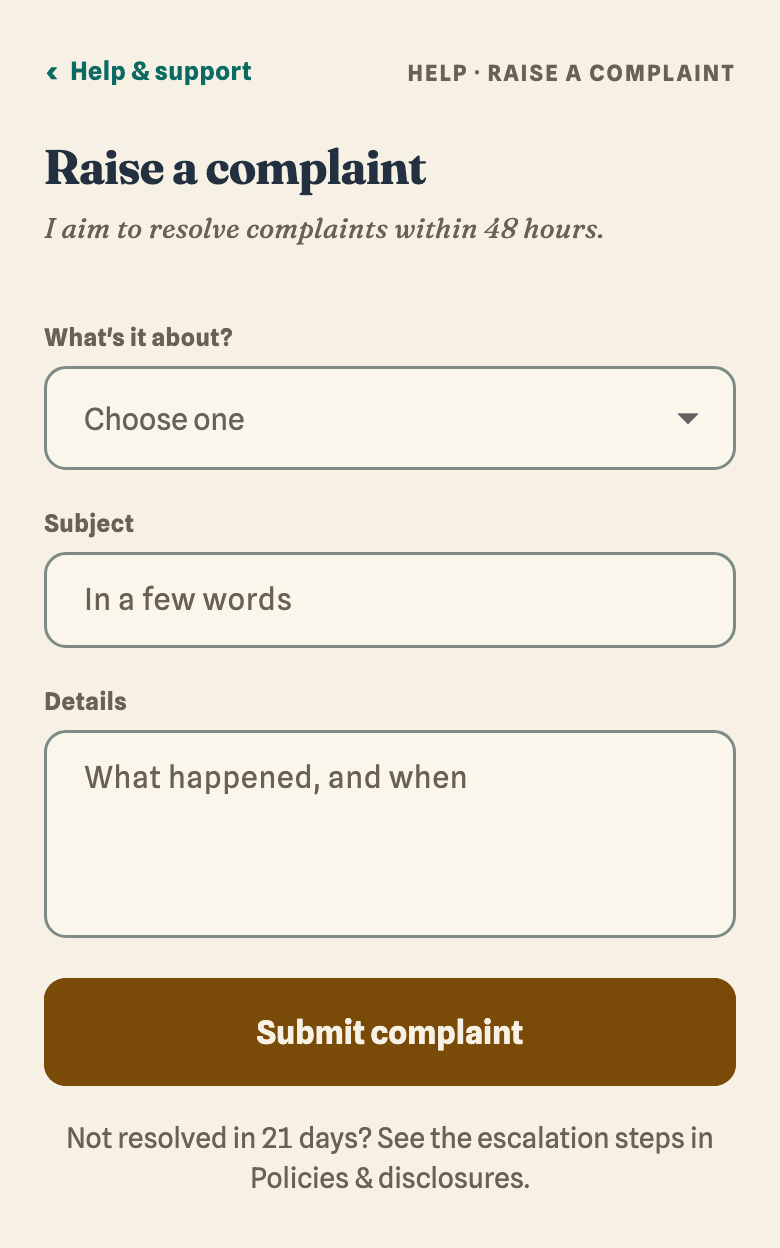 ‹ Help & support
HELP · RAISE A COMPLAINT
Raise a complaint
I aim to resolve complaints within 48 hours.
What's it about?
Choose one
Subject
In a few words
Details
What happened, and when
Submit complaint
Not resolved in 21 days? See the escalation steps in
Policies & disclosures.